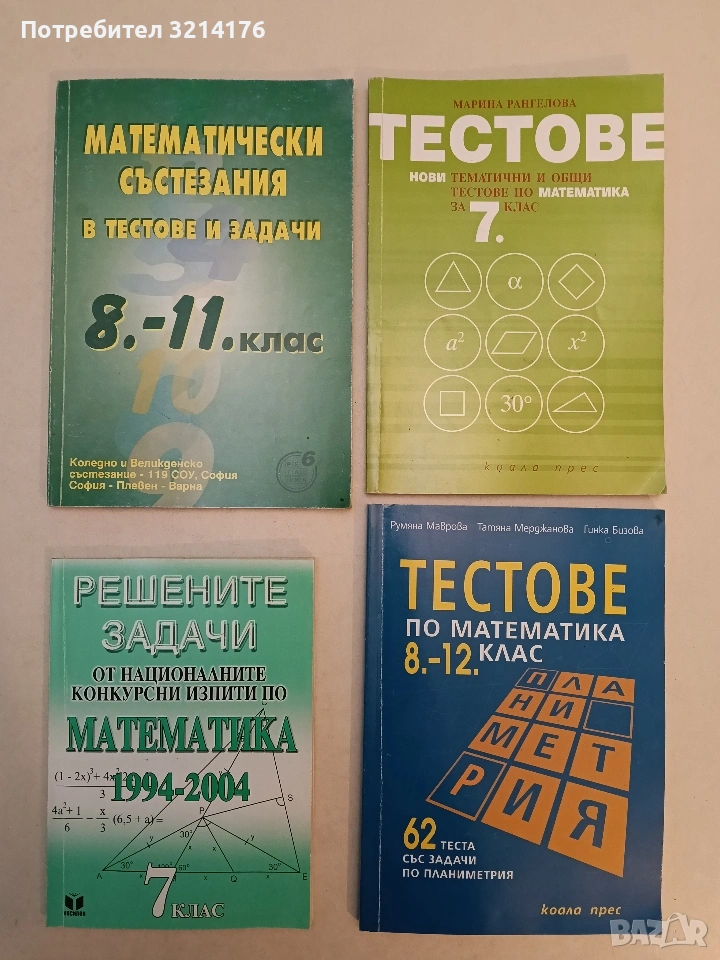 Потребител 3214176
МАТЕМАТИЧЕСКИ
СЪСТЕЗАНИЯ
В ТЕСТОВЕ И ЗАДАЧИ
8.-11. клас
Коледно и Великденско
състезание - 119 СОУ, София
София - Плевен - Варна
6
МАРИНА РАНГЕЛОВА
ТЕСТОВЕ
НОВИ ТЕМАТИЧНИ И ОБЩИ
ТЕСТОВЕ ПО МАТЕМАТИКА
ЗА 7. КЛАС
α
a² x²
30°
коала прес
РЕШЕНИТЕ
ЗАДАЧИ
ОТ НАЦИОНАЛНИТЕ
КОНКУРСНИ ИЗПИТИ ПО
МАТЕМАТИКА
1994-2004
7 КЛАС
Румяна Маврова Татяна Мерджанова Гинка Бизова
ТЕСТОВЕ
ПО МАТЕМАТИКА
8.-12. КЛАС
ПЛА
НИ
МЕТ
РИЯ
62 ТЕСТА
СЪС ЗАДАЧИ
ПО ПЛАНИМЕТРИЯ
коала прес
BAZAR